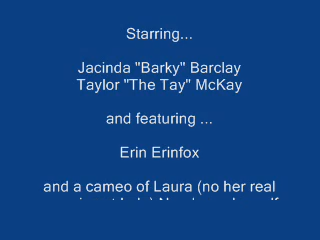 Starring...
Jacinda "Barky" Barclay
Taylor "The Tay" McKay
and featuring ...
Erin Erinfox
and a cameo of Laura (no her real